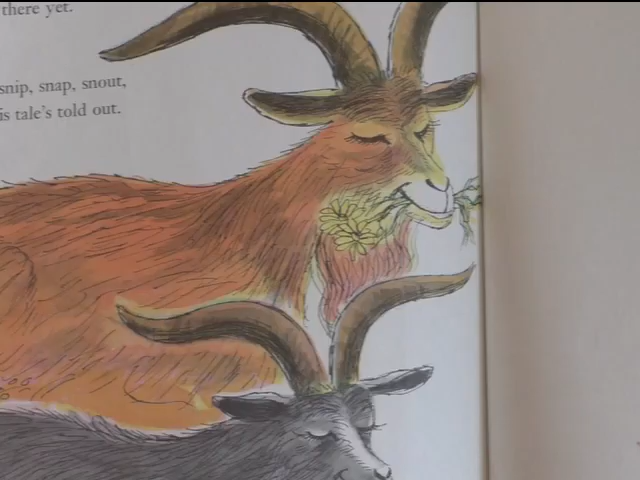 there yet.
snip, snap, snout,
is tale's told out.